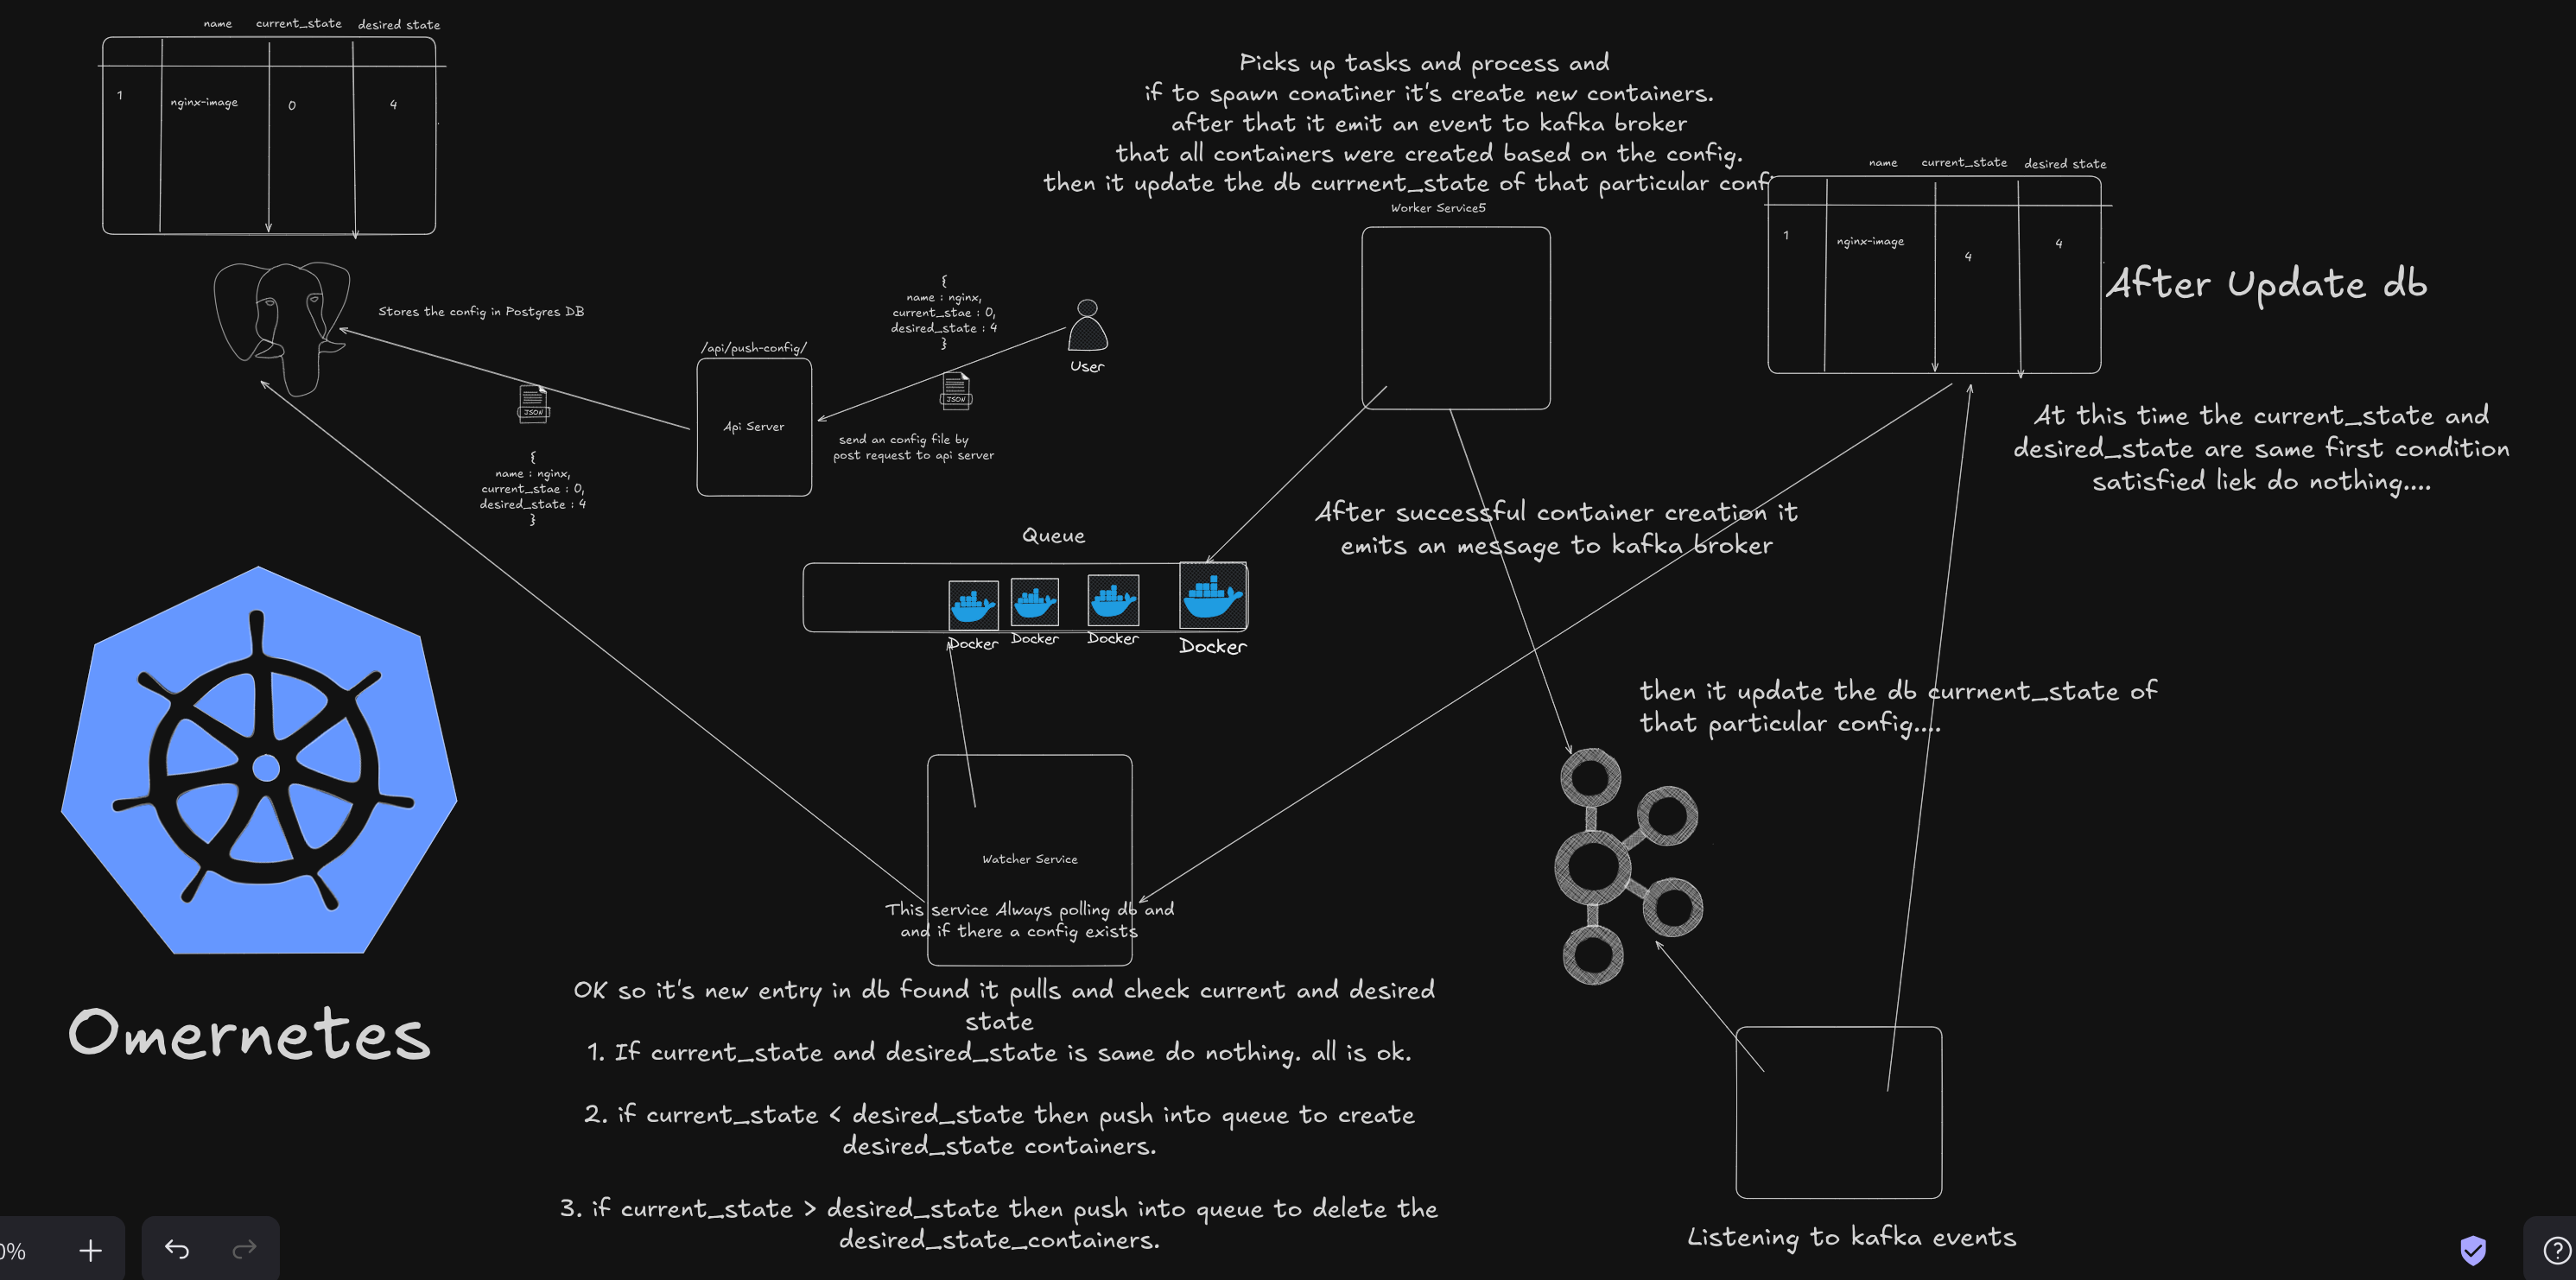 name current_state desired state
1 nginx-image 0 4
Stores the config in Postgres DB
JSON
{
name : nginx,
current_stae : 0,
desired_state : 4
}
/api/push-config/
Api Server
{
name : nginx,
current_stae : 0,
desired_state : 4
}
JSON
User
send an config file by
post request to api server
Picks up tasks and process and
if to spawn conatiner it's create new containers.
after that it emit an event to kafka broker
that all containers were created based on the config.
then it update the db currnent_state of that particular conf
Worker Service5
name current_state desired state
1 nginx-image 4 4
After Update db
At this time the current_state and
desired_state are same first condition
satisfied liek do nothing....
After successful container creation it
emits an message to kafka broker
Queue
Docker Docker Docker Docker
then it update the db currnent_state of
that particular config....
Watcher Service
This service Always polling db and
and if there a config exists
OK so it's new entry in db found it pulls and check current and desired
state
1. If current_state and desired_state is same do nothing. all is ok.
2. if current_state < desired_state then push into queue to create
desired_state containers.
3. if current_state > desired_state then push into queue to delete the
desired_state_containers.
Omernetes
Listening to kafka events
0%